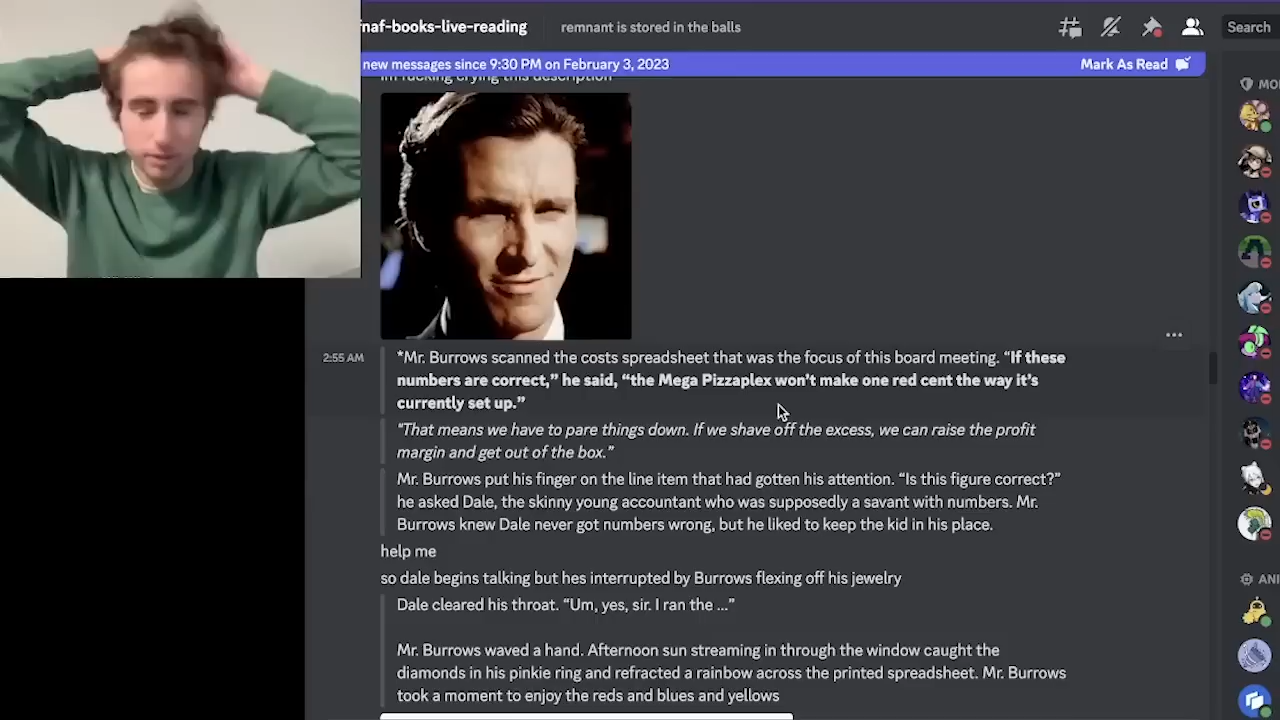 fnaf-books-live-reading
remnant is stored in the balls
Search
new messages since 9:30 PM on February 3, 2023
Mark As Read
im fucking crying this description
MO
2:55 AM
*Mr. Burrows scanned the costs spreadsheet that was the focus of this board meeting. “If these
numbers are correct,” he said, “the Mega Pizzaplex won’t make one red cent the way it’s
currently set up.”
“That means we have to pare things down. If we shave off the excess, we can raise the profit
margin and get out of the box.”
Mr. Burrows put his finger on the line item that had gotten his attention. “Is this figure correct?”
he asked Dale, the skinny young accountant who was supposedly a savant with numbers. Mr.
Burrows knew Dale never got numbers wrong, but he liked to keep the kid in his place.
help me
so dale begins talking but hes interrupted by Burrows flexing off his jewelry
Dale cleared his throat. “Um, yes, sir. I ran the ...”
Mr. Burrows waved a hand. Afternoon sun streaming in through the window caught the
diamonds in his pinkie ring and refracted a rainbow across the printed spreadsheet. Mr. Burrows
took a moment to enjoy the reds and blues and yellows
ANI